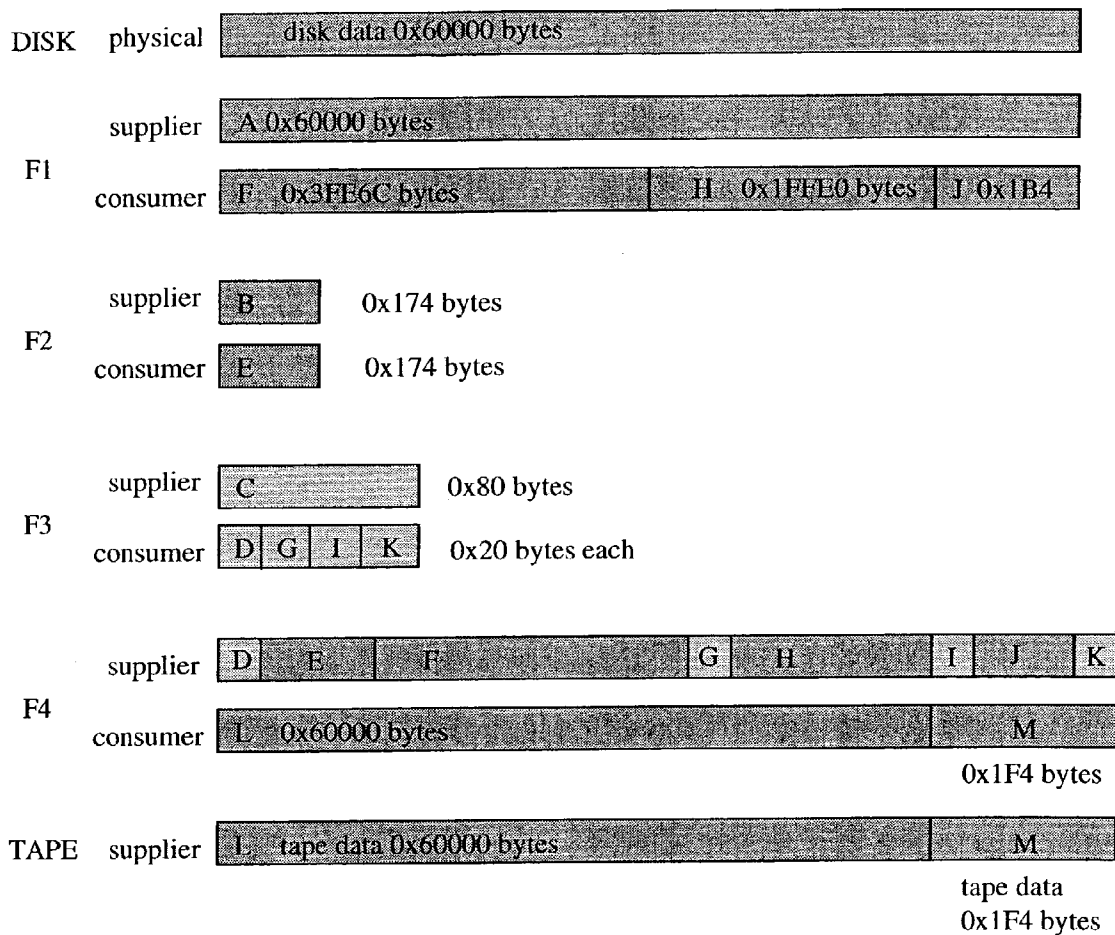 DISK physical disk data 0x60000 bytes
supplier A 0x60000 bytes
F1
consumer F 0x3FE6C bytes H 0x1FFE0 bytes J 0x1B4
supplier B 0x174 bytes
F2
consumer E 0x174 bytes
supplier C 0x80 bytes
F3
consumer D G I K 0x20 bytes each
supplier D E F G H I J K
F4
consumer L 0x60000 bytes M
0x1F4 bytes
TAPE supplier L tape data 0x60000 bytes M
tape data
0x1F4 bytes